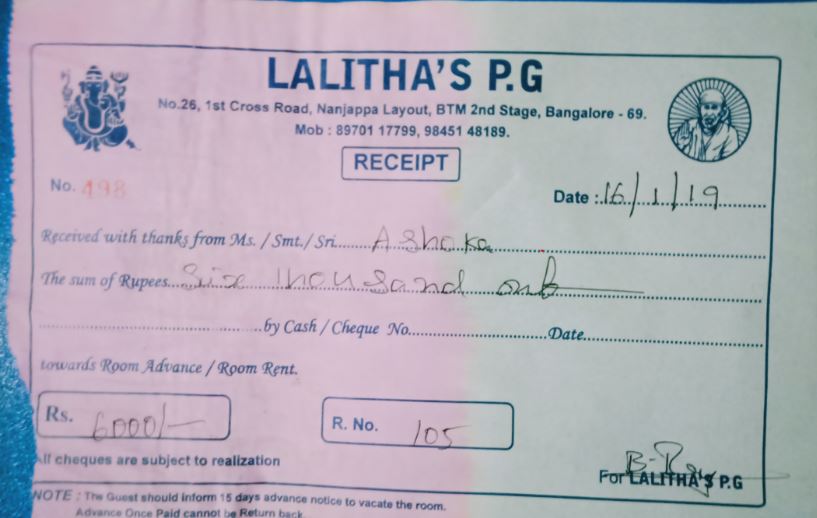 LALITHA'S P.G
No.26, 1st Cross Road, Nanjappa Layout, BTM 2nd Stage, Bangalore - 69.
Mob : 89701 17799, 98451 48189.
RECEIPT
No. 498
Date : 16/1/19
Received with thanks from Ms. / Smt./ Sri. Ashoka
The sum of Rupees Six Thousand only
by Cash / Cheque No. Date
towards Room Advance / Room Rent.
Rs. 6000/-
R. No. 105
All cheques are subject to realization
For LALITHA'S P.G
NOTE : The Guest should inform 15 days advance notice to vacate the room.
Advance Once Paid cannot be Return back.